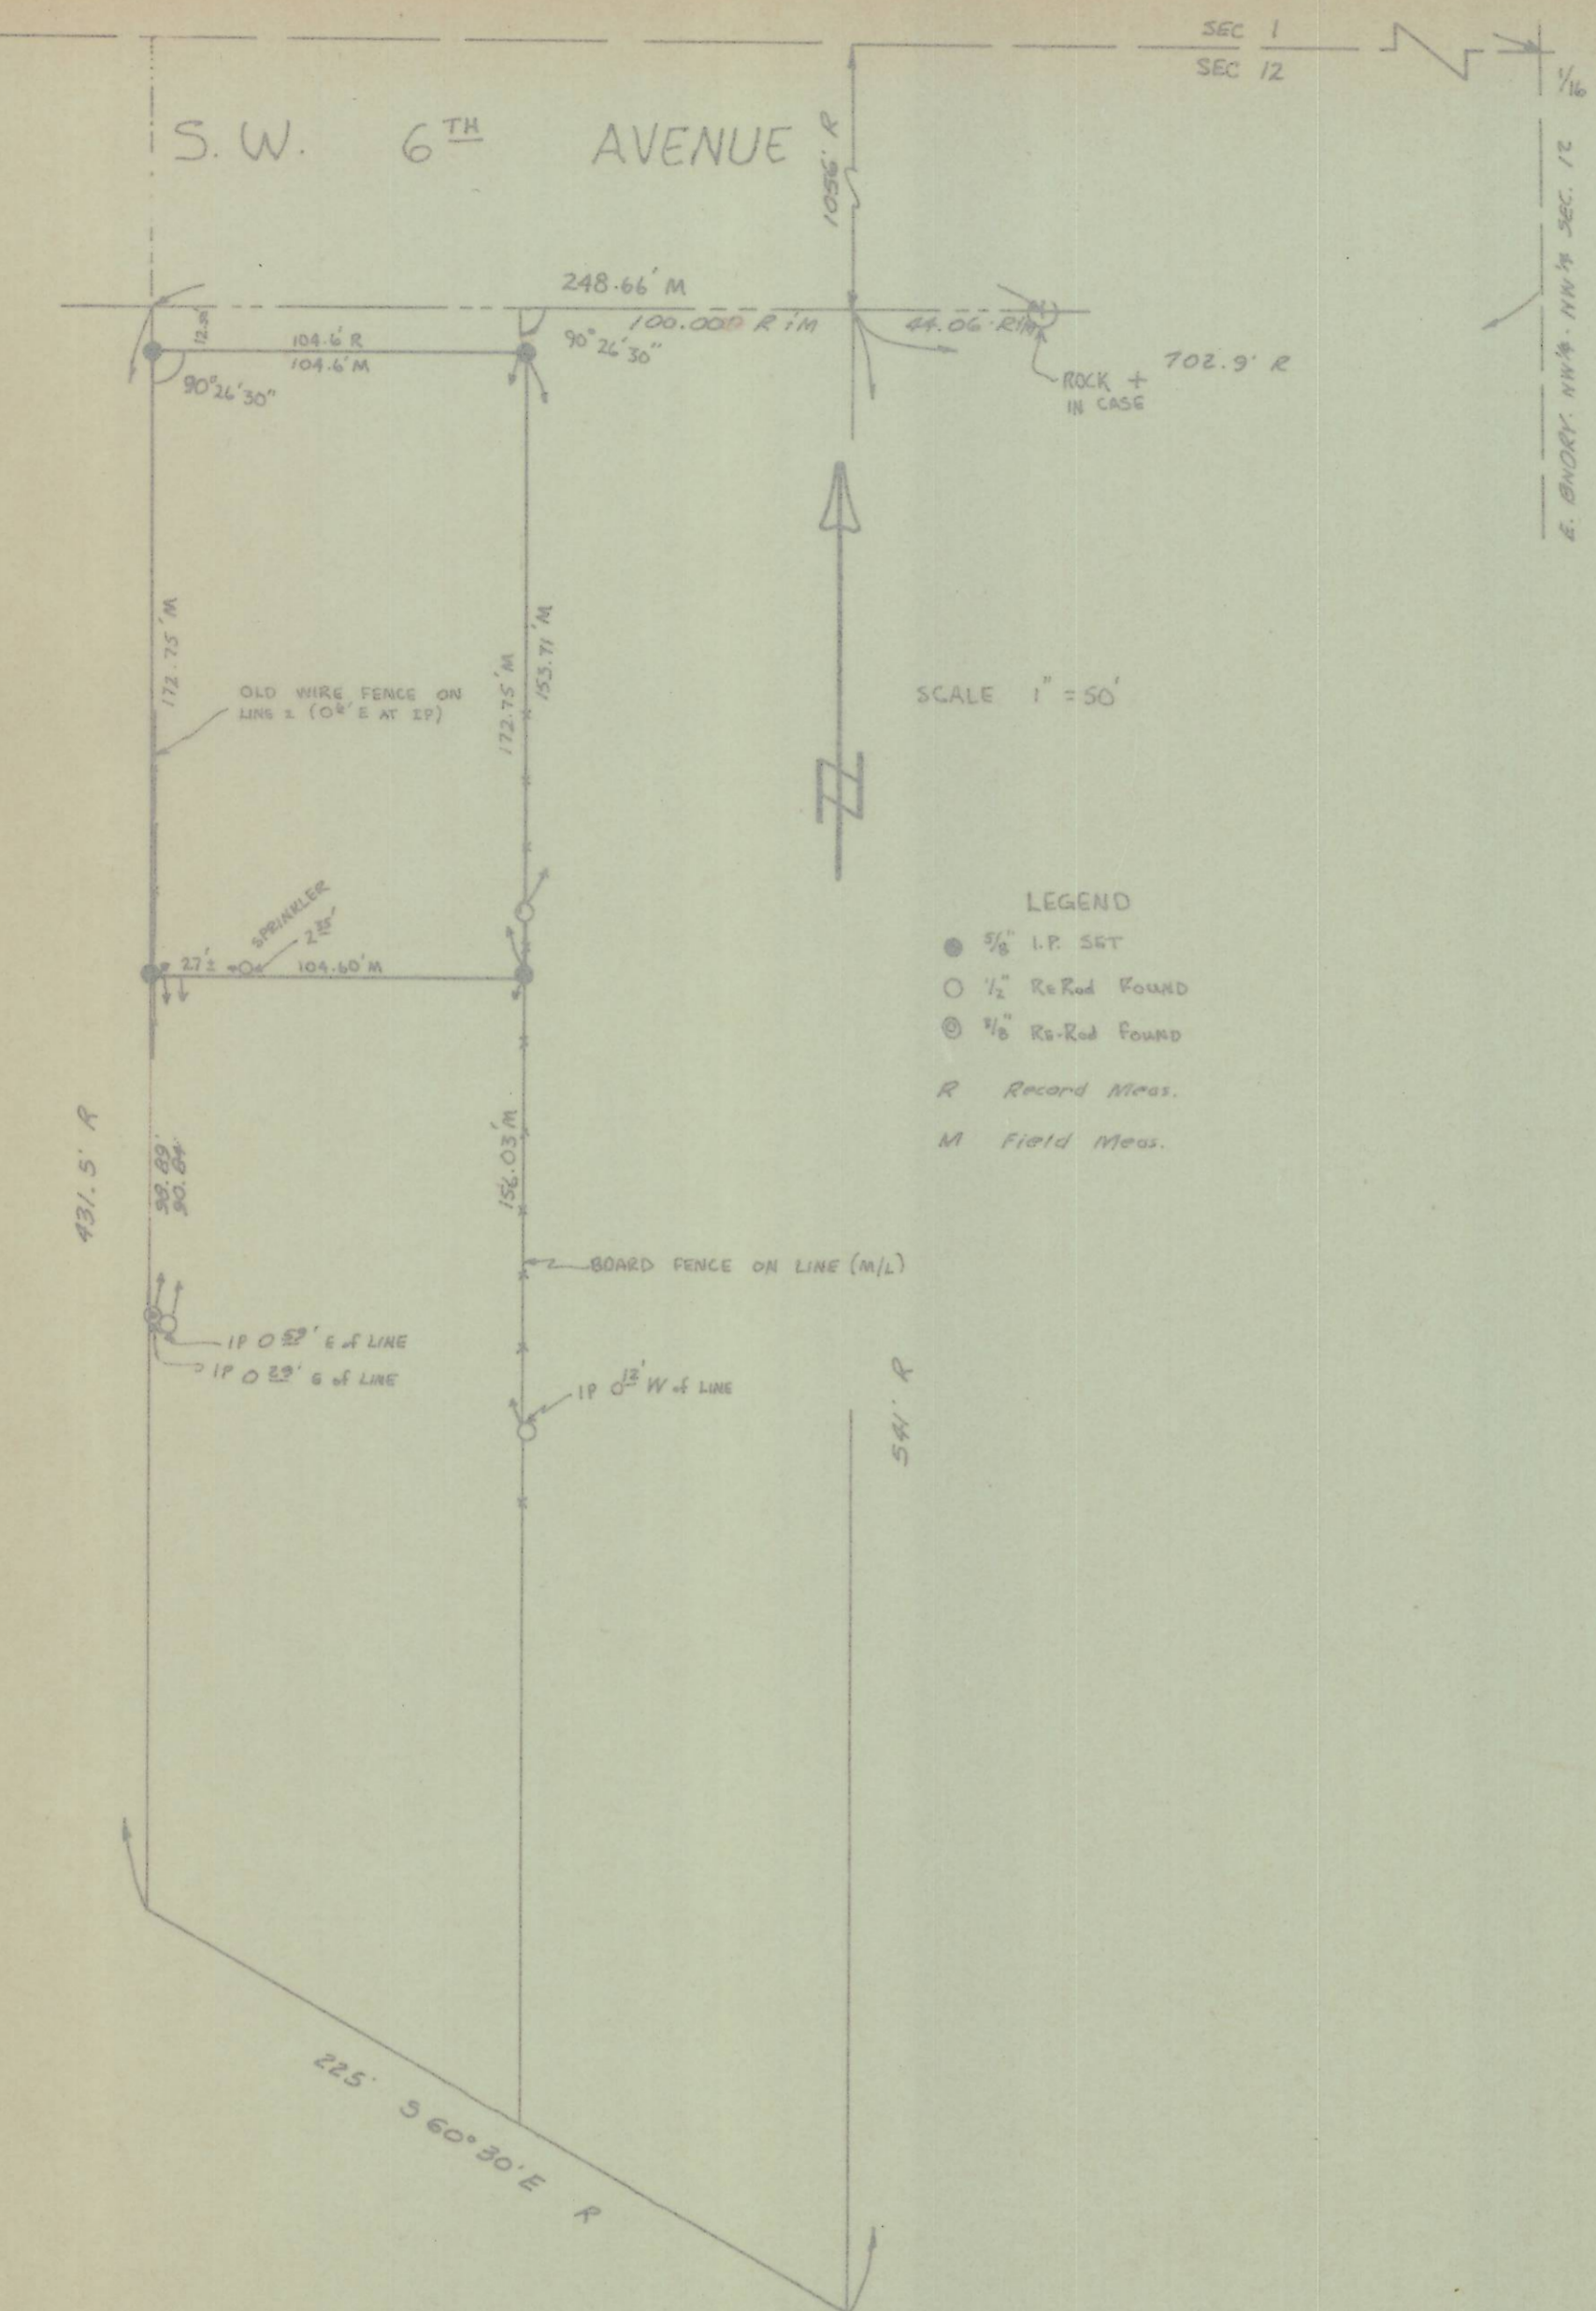 SEC 1
SEC 12
1/16
S. W. 6TH AVENUE
1056' R
E. BNDRY. NW¼ · NW¼ SEC. 12
248.66' M
100.00 R & M
44.06' R & M
104.6' R
104.6' M
90° 26' 30"
90° 26' 30"
702.9' R
ROCK +
IN CASE
172.75' M
172.75' M
153.71' M
OLD WIRE FENCE ON
SCALE 1" = 50'
SPRINKLER
27'±
104.60' M
LEGEND
5/8" I.P. SET
1/2" Re Rod FOUND
5/8" Re-Rod Found
R Record Meas.
M Field Meas.
431.5' R
156.03' M
BOARD FENCE ON LINE (M/L)
IP 0 59' E of LINE
IP 0 29' E of LINE
IP 0 12' W of LINE
541' R
225' S 60° 30' E R